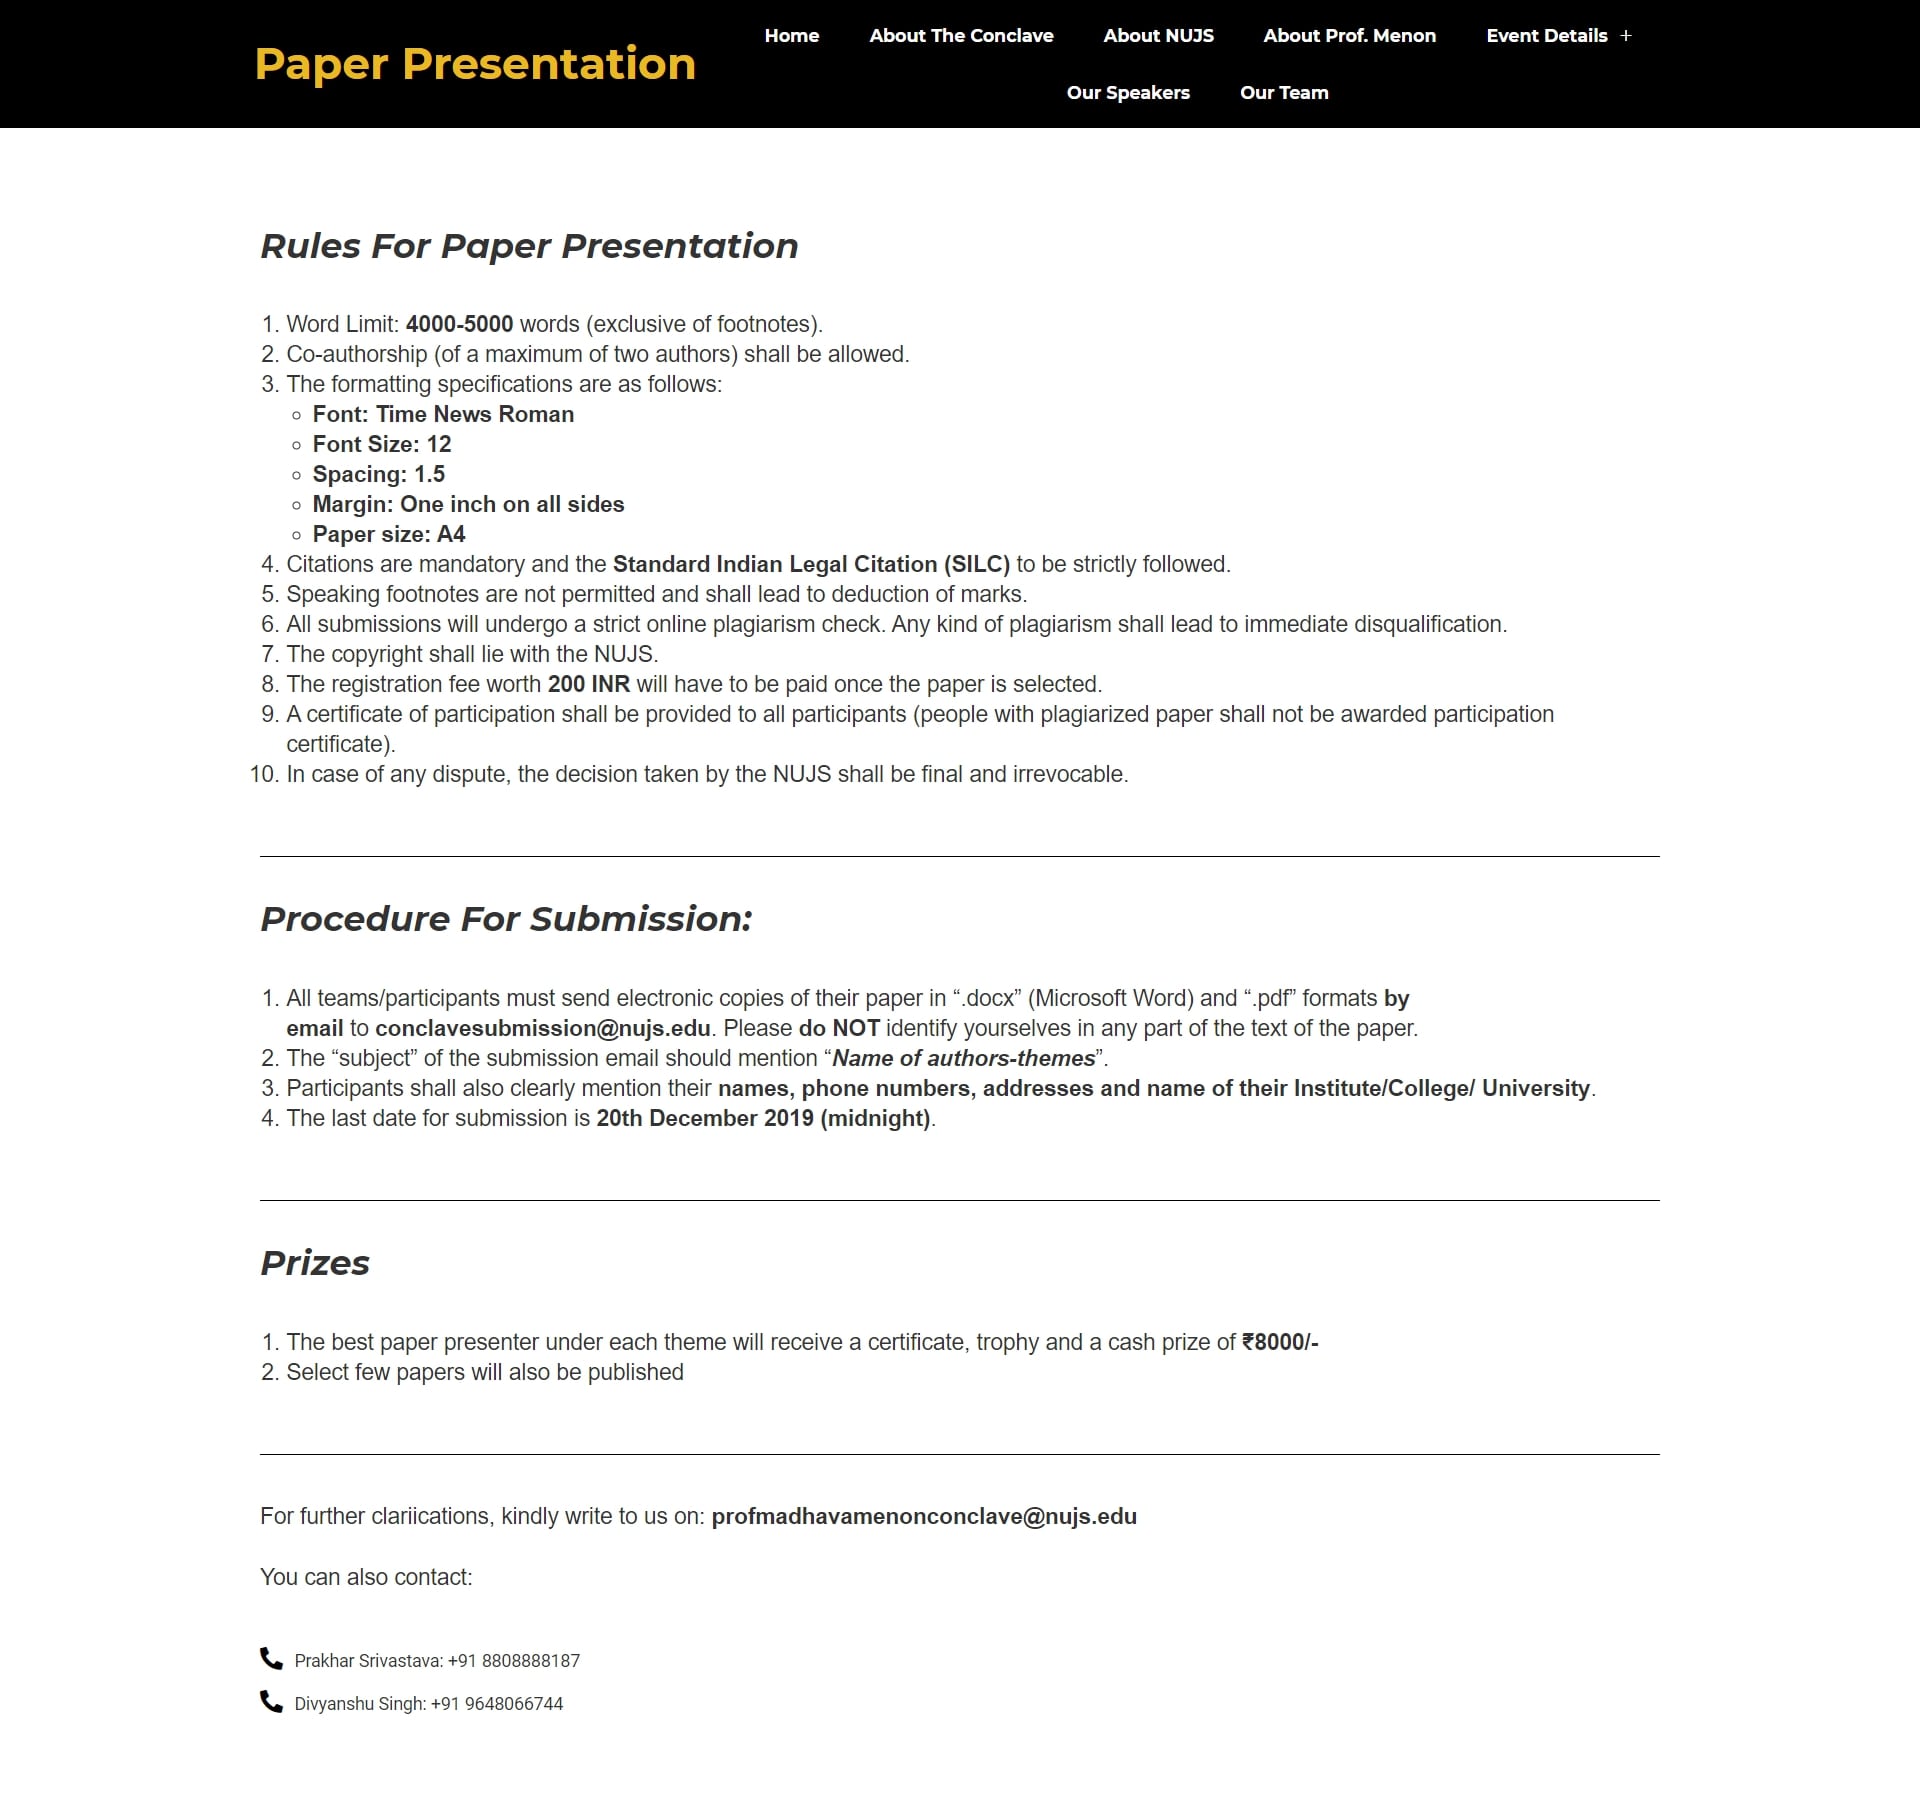 Paper Presentation
Home About The Conclave About NUJS About Prof. Menon Event Details +
Our Speakers Our Team
Rules For Paper Presentation
1. Word Limit: 4000-5000 words (exclusive of footnotes).
2. Co-authorship (of a maximum of two authors) shall be allowed.
3. The formatting specifications are as follows:
Font: Time News Roman
Font Size: 12
Spacing: 1.5
Margin: One inch on all sides
Paper size: A4
4. Citations are mandatory and the Standard Indian Legal Citation (SILC) to be strictly followed.
5. Speaking footnotes are not permitted and shall lead to deduction of marks.
6. All submissions will undergo a strict online plagiarism check. Any kind of plagiarism shall lead to immediate disqualification.
7. The copyright shall lie with the NUJS.
8. The registration fee worth 200 INR will have to be paid once the paper is selected.
9. A certificate of participation shall be provided to all participants (people with plagiarized paper shall not be awarded participation
certificate).
10. In case of any dispute, the decision taken by the NUJS shall be final and irrevocable.
Procedure For Submission:
1. All teams/participants must send electronic copies of their paper in “.docx” (Microsoft Word) and “.pdf” formats by
email to conclavesubmission@nujs.edu. Please do NOT identify yourselves in any part of the text of the paper.
2. The “subject” of the submission email should mention “Name of authors-themes”.
3. Participants shall also clearly mention their names, phone numbers, addresses and name of their Institute/College/ University.
4. The last date for submission is 20th December 2019 (midnight).
Prizes
1. The best paper presenter under each theme will receive a certificate, trophy and a cash prize of ₹8000/-
2. Select few papers will also be published
For further clariications, kindly write to us on: profmadhavamenonconclave@nujs.edu
You can also contact:
Prakhar Srivastava: +91 8808888187
Divyanshu Singh: +91 9648066744